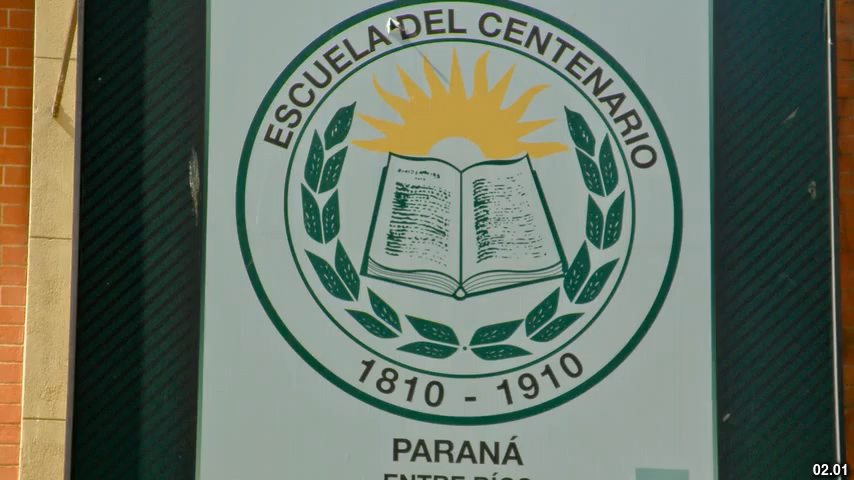 ESCUELA DEL CENTENARIO
1810 - 1910
PARANÁ
ENTRE RÍOS
02.01